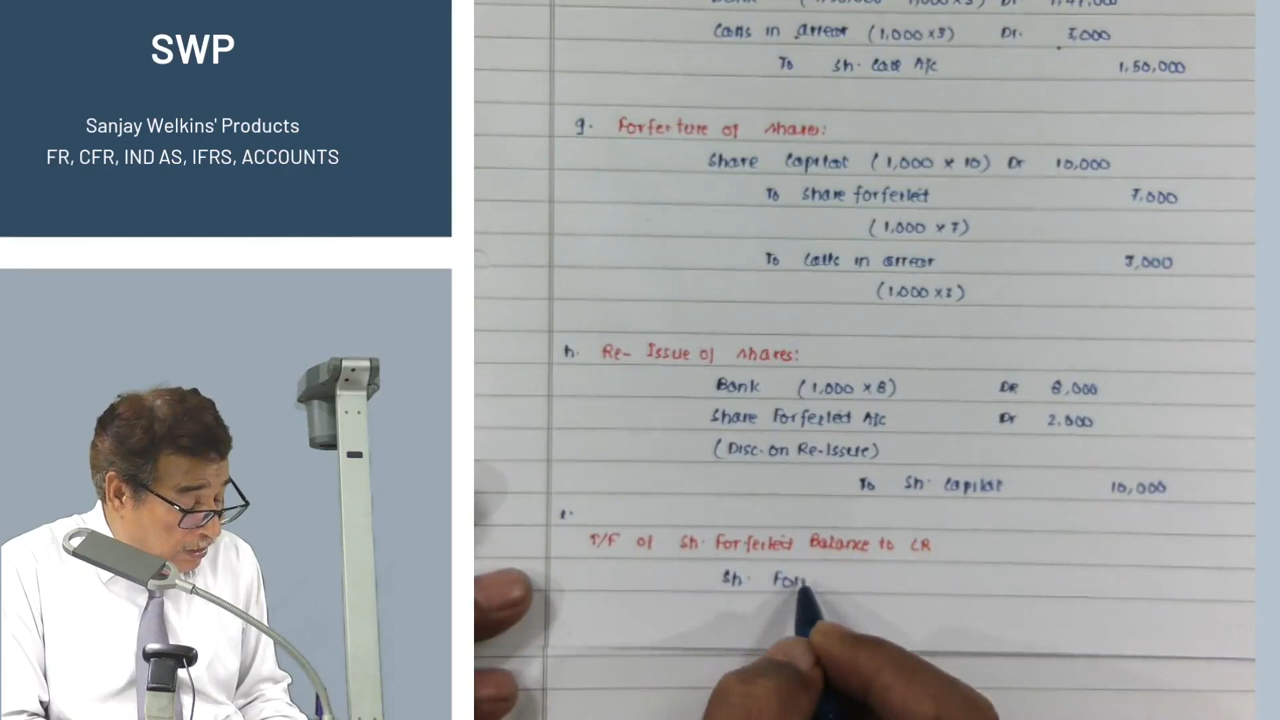 SWP
Sanjay Welkins' Products
FR, CFR, IND AS, IFRS, ACCOUNTS
Calls in arrear (1,000 x 3) Dr. 3,000
To Sh. Call A/c 1,50,000
g. Forfeiture of shares:
Share Capital (1,000 x 10) Dr 10,000
To Share forfeited 7,000
(1,000 x 7)
To Calls in arrear 3,000
(1,000 x 3)
h. Re-Issue of shares:
Bank (1,000 x 8) DR 8,000
Share Forfeited A/c Dr 2,000
(Disc. on Re-Issue)
To Sh. Capital 10,000
i.
T/F of Sh. Forfeited Balance to CR
Sh. For